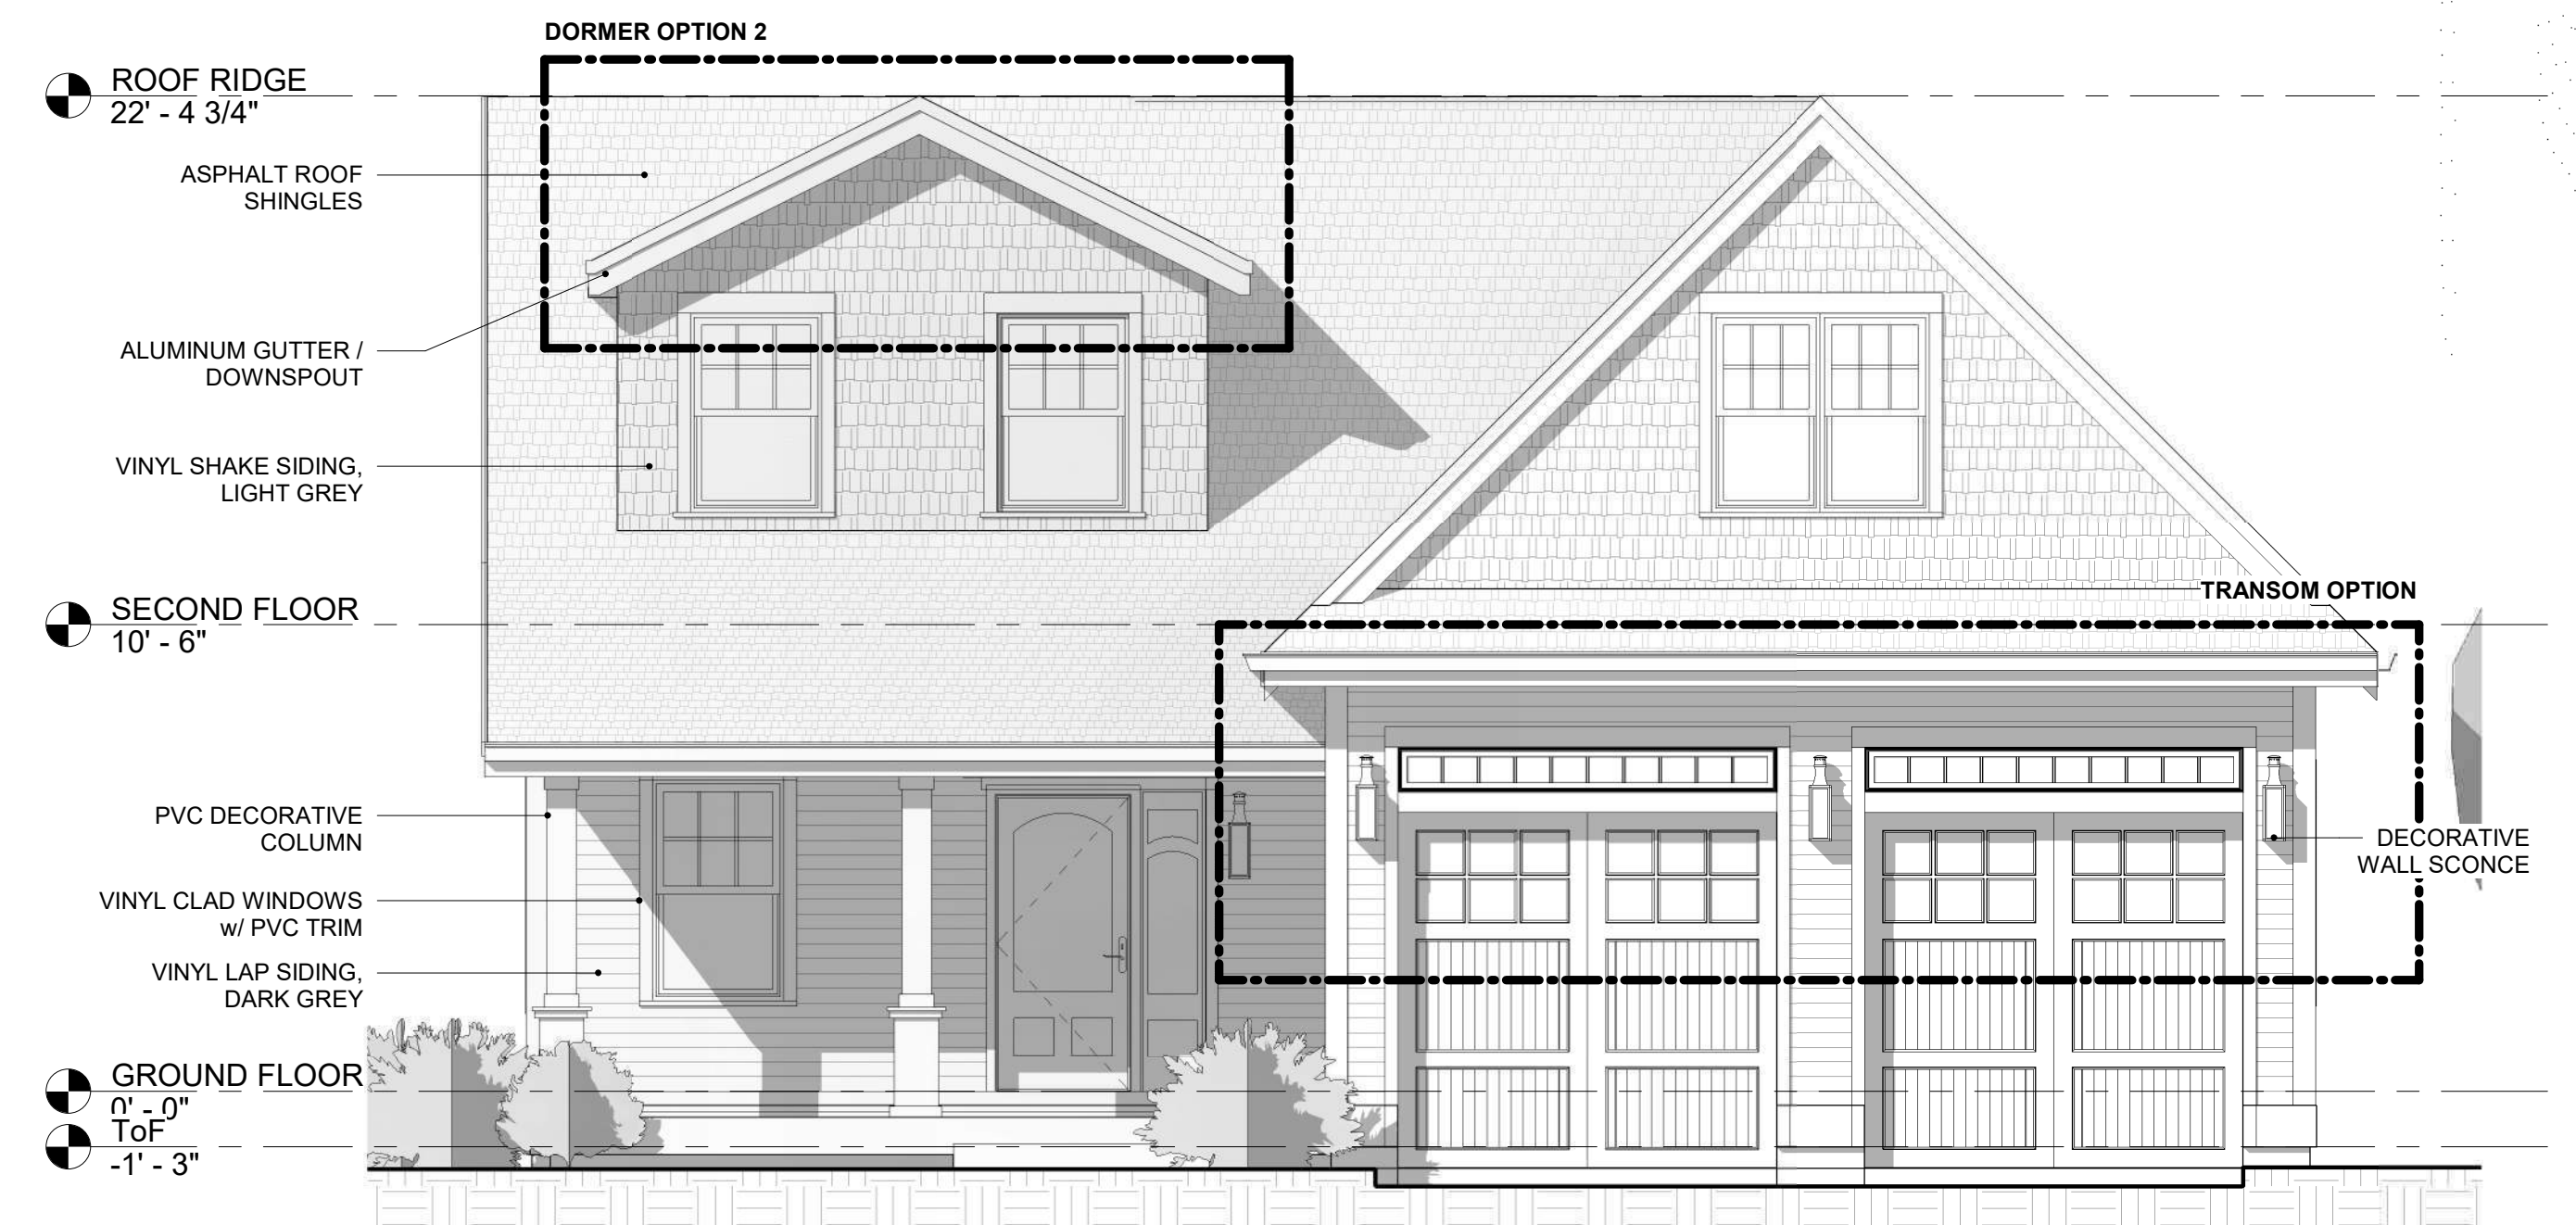 DORMER OPTION 2
ROOF RIDGE
22' - 4 3/4"
ASPHALT ROOF
SHINGLES
ALUMINUM GUTTER /
DOWNSPOUT
VINYL SHAKE SIDING,
LIGHT GREY
TRANSOM OPTION
SECOND FLOOR
10' - 6"
PVC DECORATIVE
COLUMN
DECORATIVE
WALL SCONCE
VINYL CLAD WINDOWS
w/ PVC TRIM
VINYL LAP SIDING,
DARK GREY
GROUND FLOOR
0' - 0"
ToF
-1' - 3"